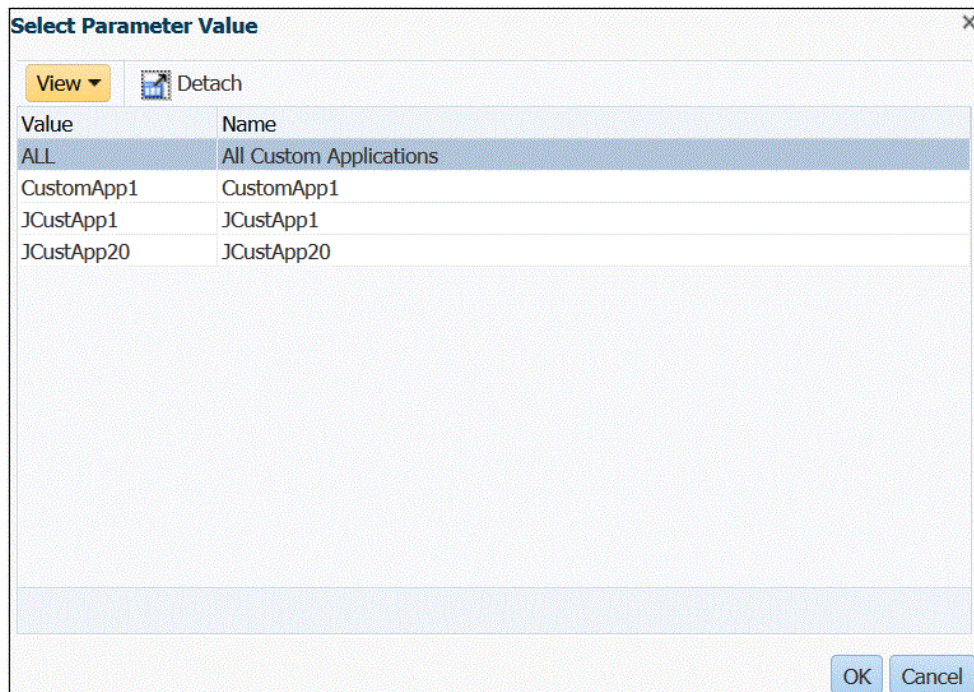 Select Parameter Value
View Detach
Value Name
ALL All Custom Applications
CustomApp1 CustomApp1
JCustApp1 JCustApp1
JCustApp20 JCustApp20
OK Cancel